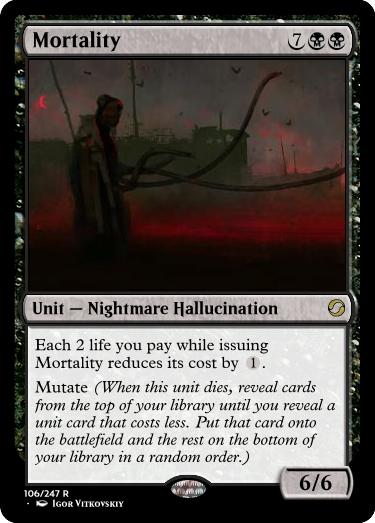 Mortality 7
Unit — Nightmare Hallucination
Each 2 life you pay while issuing
Mortality reduces its cost by 1.
Mutate (When this unit dies, reveal cards
from the top of your library until you reveal a
unit card that costs less. Put that card onto
the battlefield and the rest on the bottom of
your library in a random order.)
6/6
106/247 R
· Igor Vitkovskiy